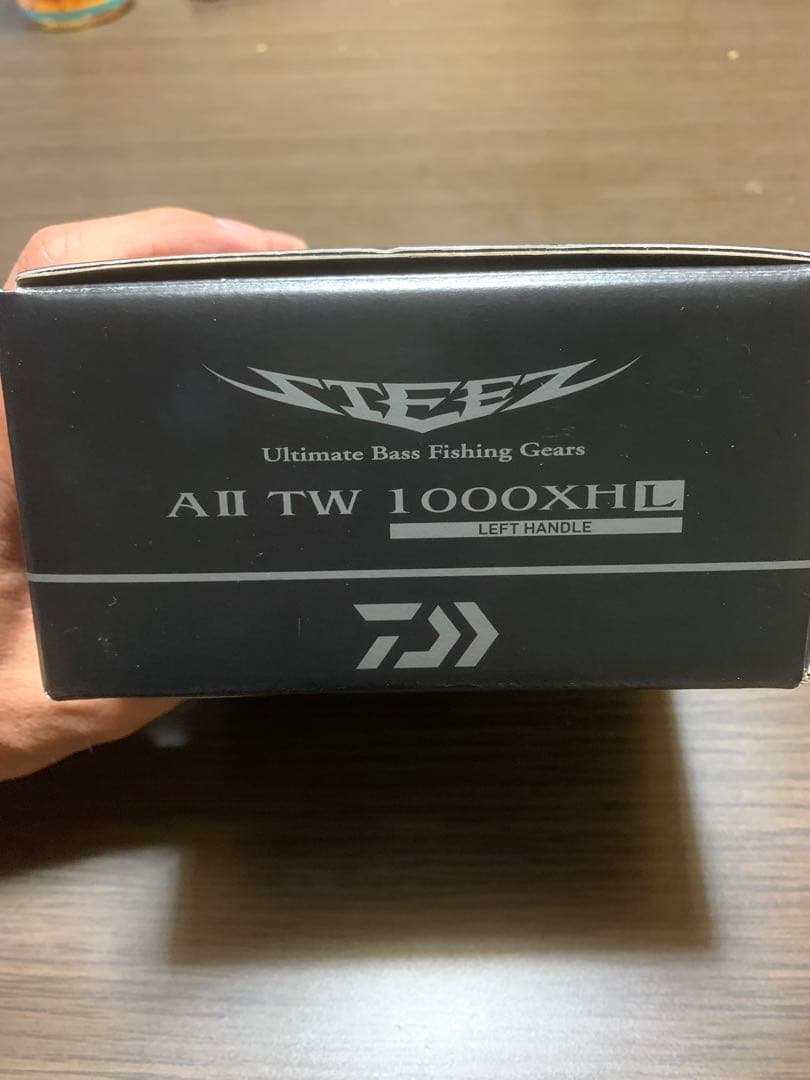 STEEZ
Ultimate Bass Fishing Gears
AII TW 1000XHL
LEFT HANDLE